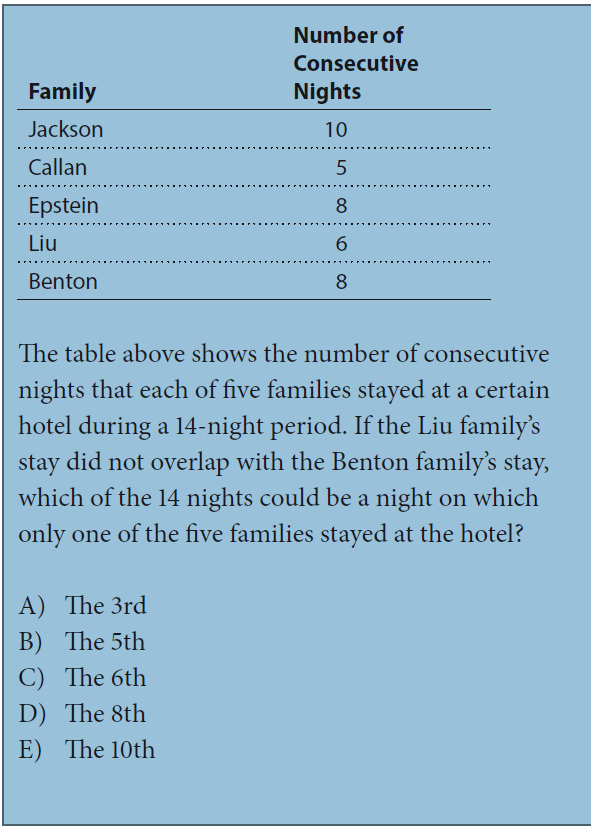 Number of
Consecutive
Family Nights
Jackson 10
Callan 5
Epstein 8
Liu 6
Benton 8
The table above shows the number of consecutive
nights that each of five families stayed at a certain
hotel during a 14-night period. If the Liu family’s
stay did not overlap with the Benton family’s stay,
which of the 14 nights could be a night on which
only one of the five families stayed at the hotel?
A) The 3rd
B) The 5th
C) The 6th
D) The 8th
E) The 10th